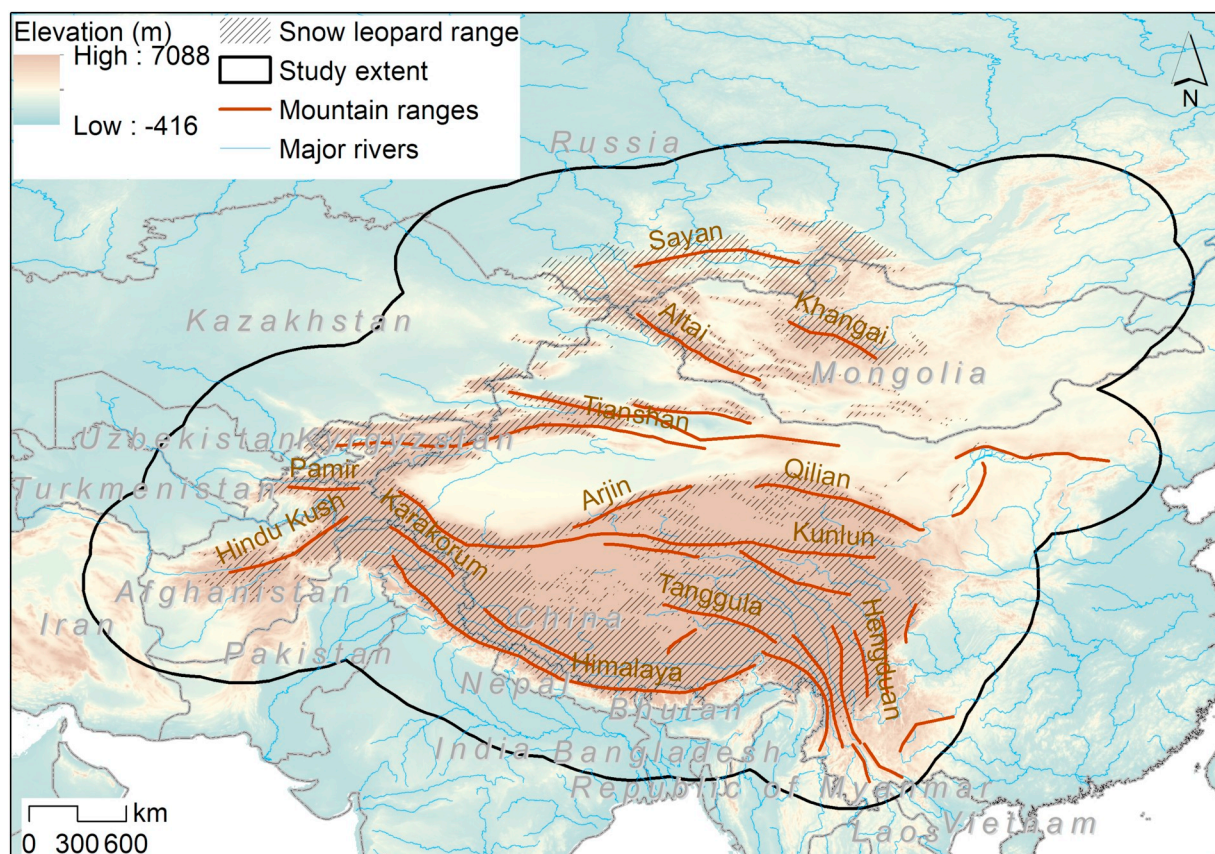 Elevation (m)
High : 7088
Low : -416
Snow leopard range
Study extent
Mountain ranges
Major rivers
N
Russia
Sayan
Kazakhstan
Altai
Khangai
Mongolia
Tianshan
Uzbekistan
Kyrgyzstan
Pamir
Turkmenistan
Qilian
Arjin
Hindu Kush
Karakorum
Kunlun
Afghanistan
Tanggula
China
Iran
Hengduan
Pakistan
Himalaya
Nepal
Bhutan
India
Bangladesh
Republic of Myanmar
Laos
Vietnam
km
0 300 600